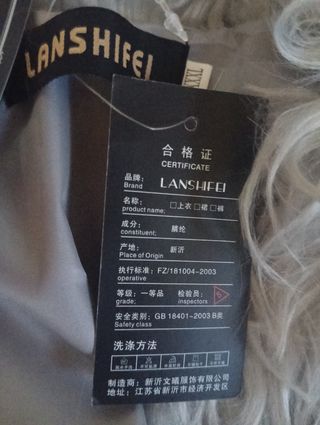 LANSHIFEI
XXXL
合格证
CERTIFICATE
品牌: LANSHIFEI
Brand
名称: □上衣□裙□裤
product name;
成分: 腈纶
constituent;
产地: 新沂
Place of Origin
执行标准: FZ/181004-2003
operative
等级: 一等品 检验员:
grade; inspectors
安全类别: GB 18401-2003 B类
Safety class
洗涤方法
制造商: 新沂文曦服饰有限公司
地址: 江苏省新沂市经济开发区